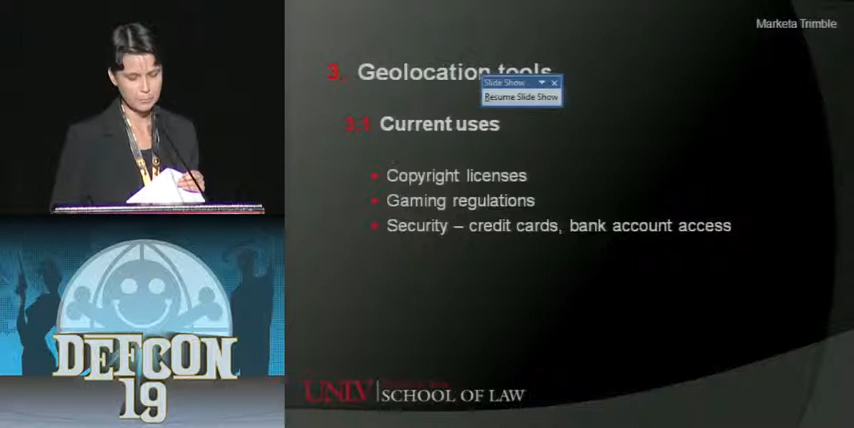 Marketa Trimble
3. Geolocation tools
Slide Show
Resume Slide Show
3.1 Current uses
• Copyright licenses
• Gaming regulations
• Security – credit cards, bank account access
DEFCON
19
UNLV SCHOOL OF LAW